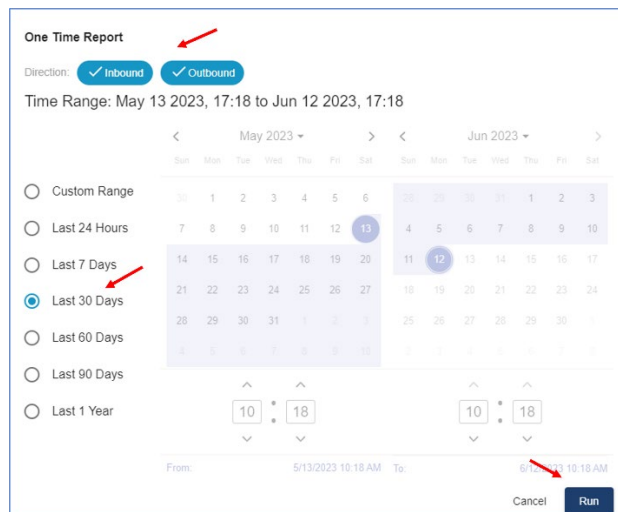 One Time Report
Direction: Inbound Outbound
Time Range: May 13 2023, 17:18 to Jun 12 2023, 17:18
May 2023 Jun 2023
Sun Mon Tue Wed Thu Fri Sat Sun Mon Tue Wed Thu Fri Sat
Custom Range
30 1 2 3 4 5 6 28 29 30 31 1 2 3
Last 24 Hours
7 8 9 10 11 12 13 4 5 6 7 8 9 10
Last 7 Days
14 15 16 17 18 19 20 11 12 13 14 15 16 17
Last 30 Days
21 22 23 24 25 26 27 18 19 20 21 22 23 24
28 29 30 31 1 2 3 25 26 27 28 29 30 1
Last 60 Days
4 5 6 7 8 9 10 2 3 4 5 6 7 8
Last 90 Days
Last 1 Year
10 : 18 10 : 18
From: 5/13/2023 10:18 AM To: 6/12/2023 10:18 AM
Cancel Run